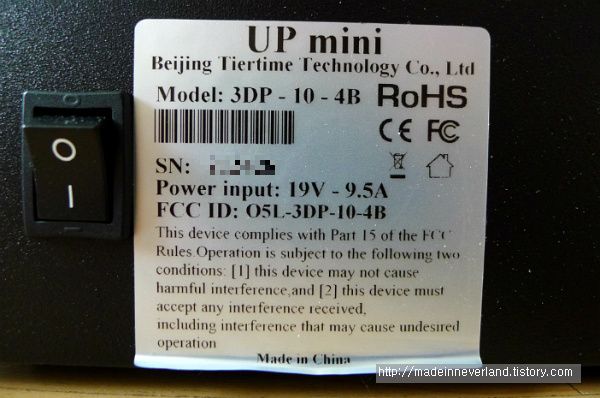 UP mini
Beijing Tiertime Technology Co., Ltd
Model: 3DP - 10 - 4B RoHS
CE FC
SN:
Power input: 19V - 9.5A
FCC ID: O5L-3DP-10-4B
This device complies with Part 15 of the FCC
Rules.Operation is subject to the following two
conditions: [1] this device may not cause
harmful interference,and [2] this device must
accept any interference received,
including interference that may cause undesired
operation
Made in China
O
I
http://madeinneverland.tistory.com